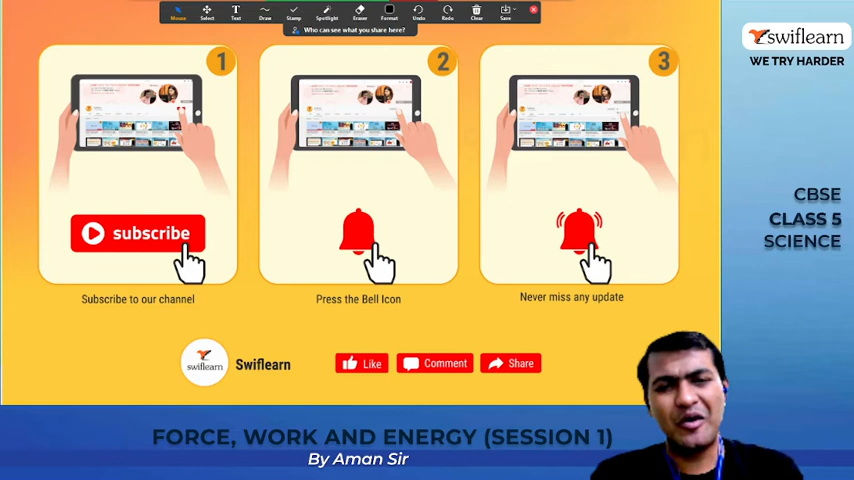 Mouse Select Text Draw Stamp Spotlight Eraser Format Undo Redo Clear Save
Who can see what you share here?
swiflearn
WE TRY HARDER
1
2
3
CBSE
CLASS 5
SCIENCE
subscribe
Subscribe to our channel
Press the Bell Icon
Never miss any update
swiflearn
Swiflearn
Like
Comment
Share
FORCE, WORK AND ENERGY (SESSION 1)
By Aman Sir